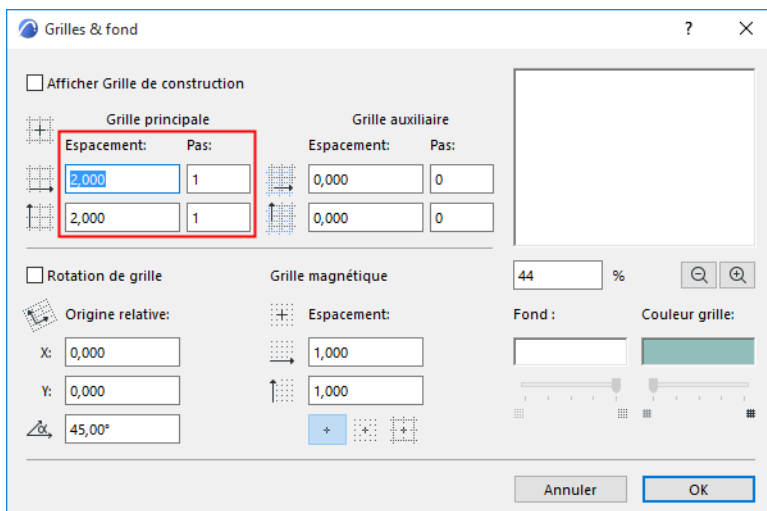 Grilles & fond ?
Afficher Grille de construction
Grille principale Grille auxiliaire
Espacement: Pas: Espacement: Pas:
2,000 1 0,000 0
2,000 1 0,000 0
Rotation de grille Grille magnétique 44 %
Origine relative: Espacement: Fond : Couleur grille:
X: 0,000 1,000
Y: 0,000 1,000
α 45,00°
Annuler OK